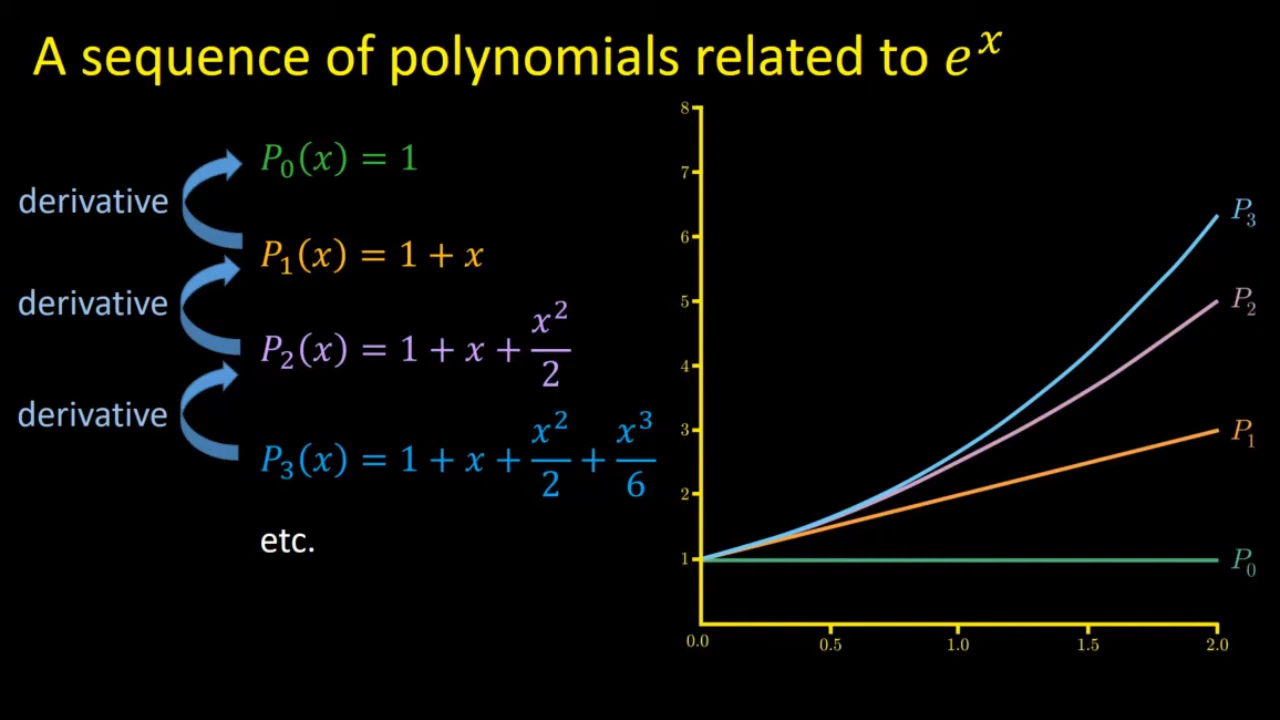 A sequence of polynomials related to eˣ
P₀(x) = 1
derivative
P₁(x) = 1 + x
derivative
P₂(x) = 1 + x + x²/2
derivative
P₃(x) = 1 + x + x²/2 + x³/6
etc.
8
7
6
5
4
3
2
1
0.0 0.5 1.0 1.5 2.0
P₃
P₂
P₁
P₀